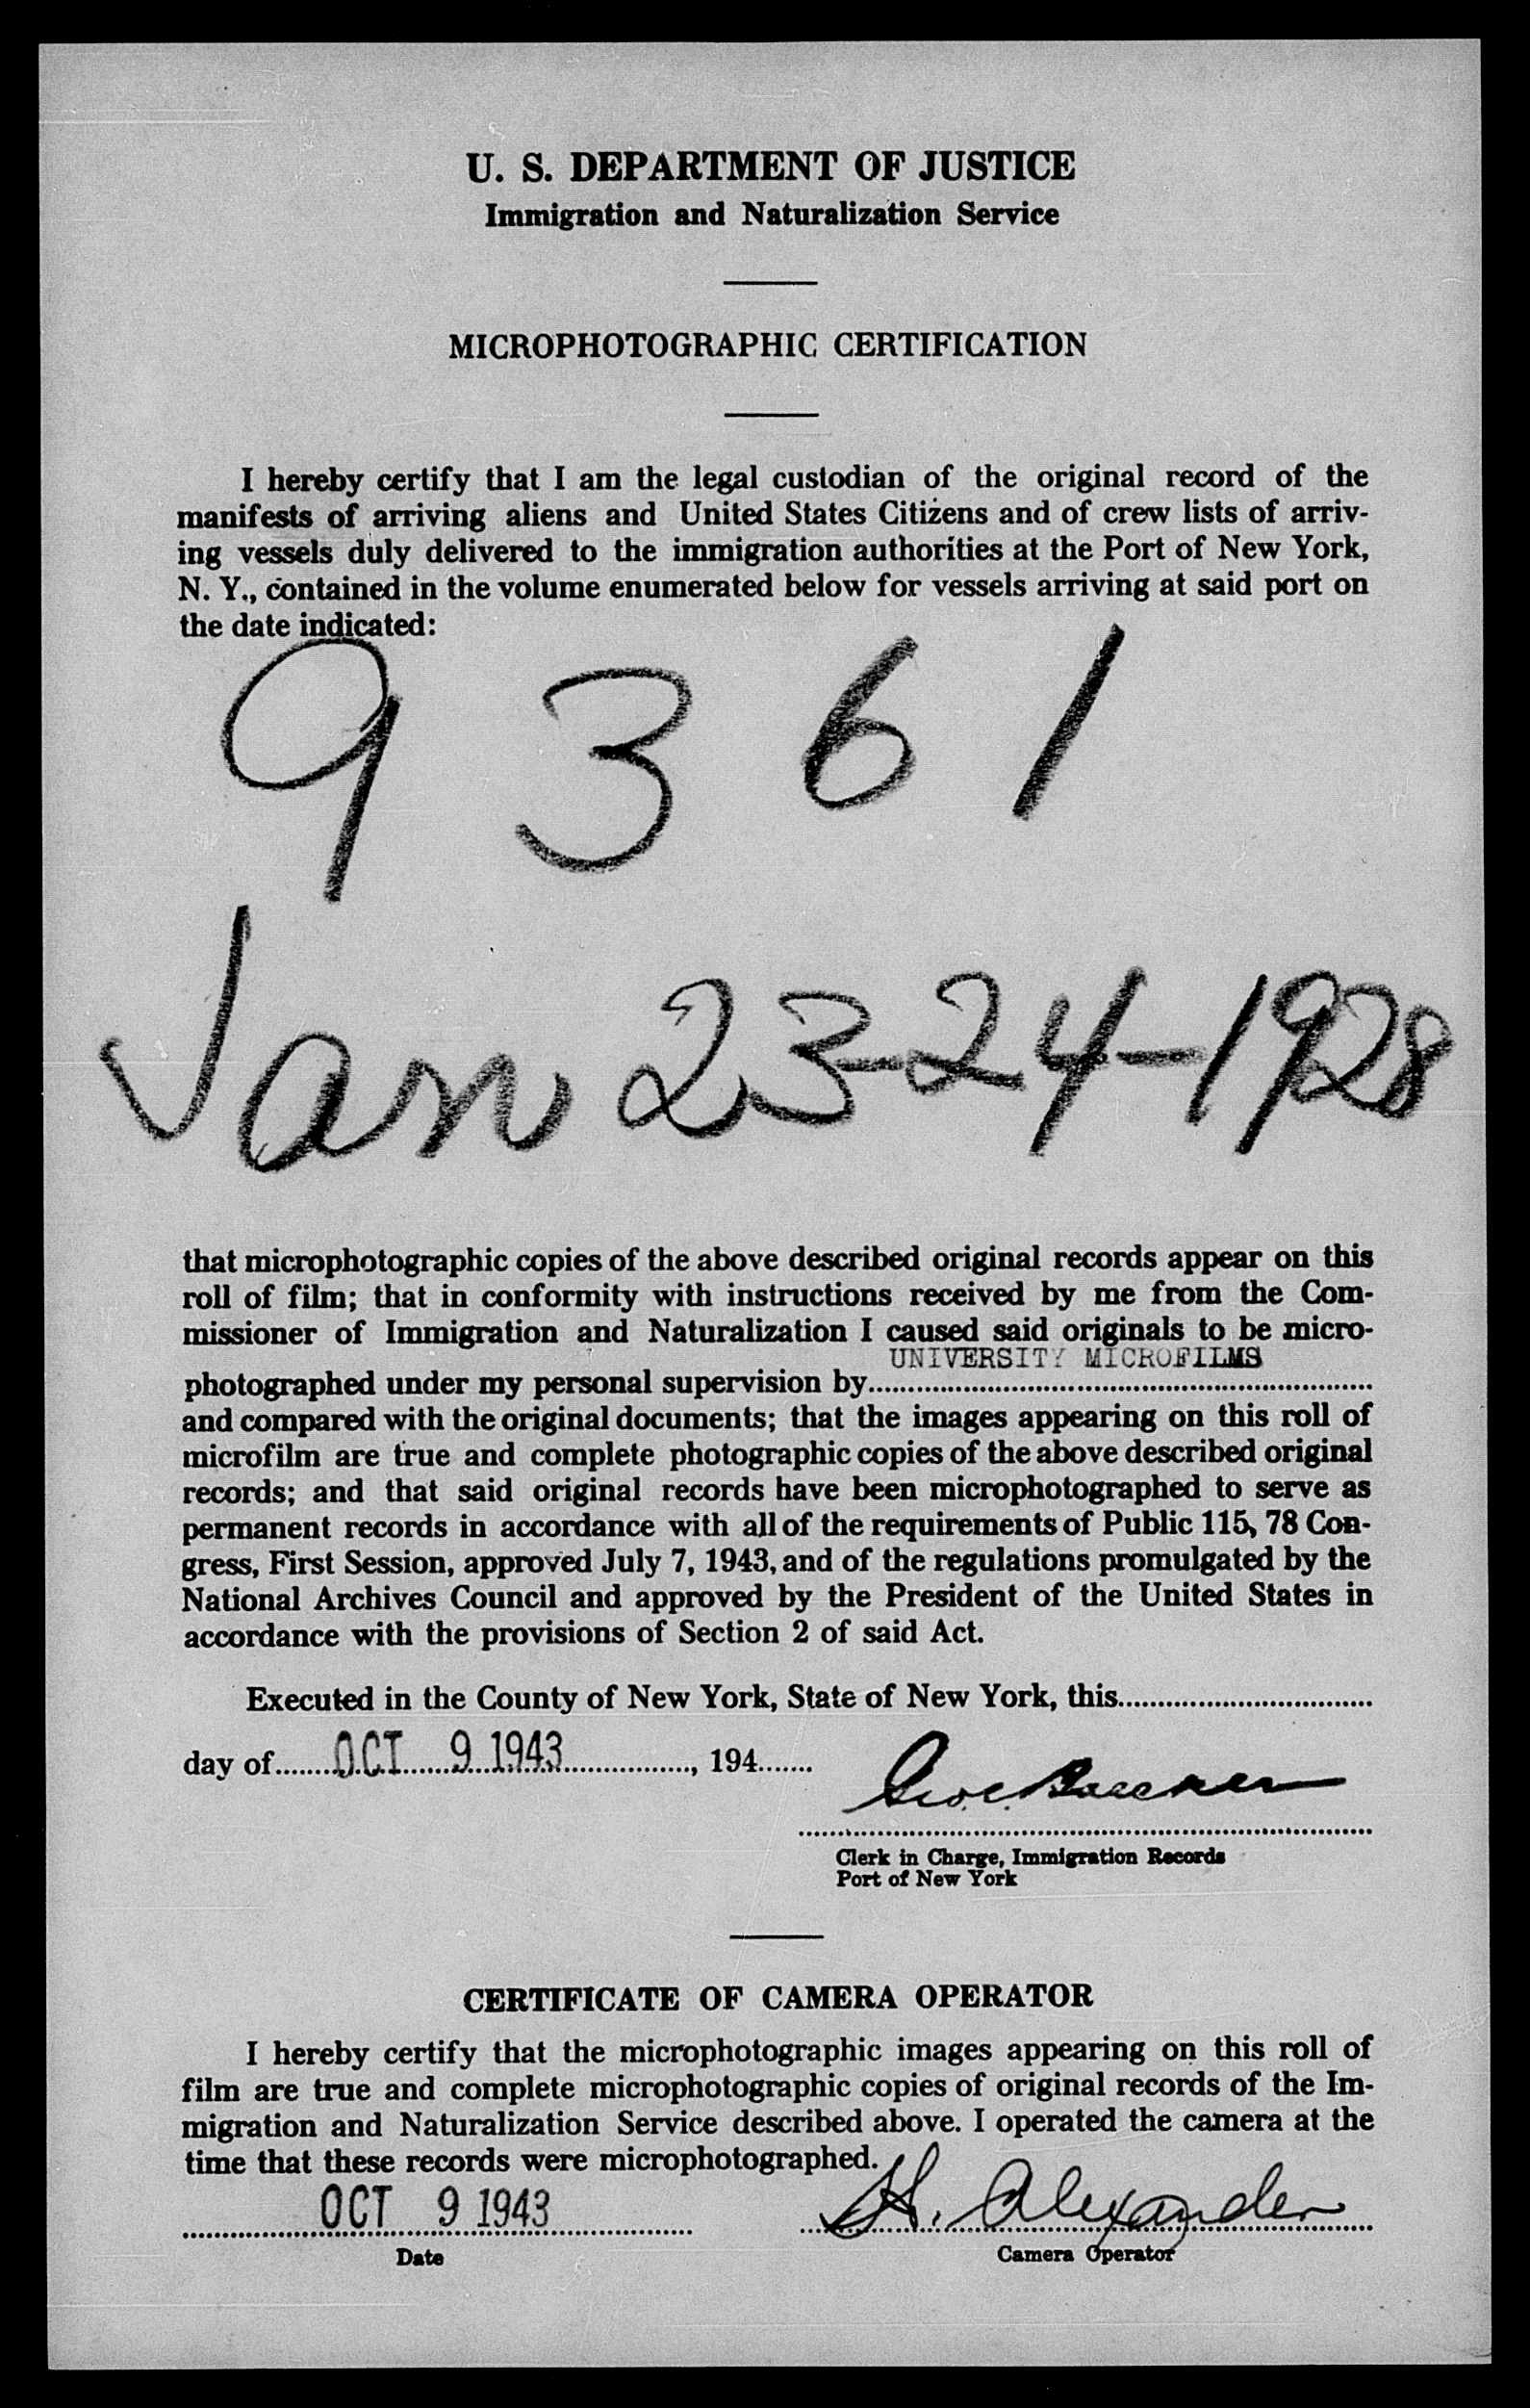 U. S. DEPARTMENT OF JUSTICE
Immigration and Naturalization Service
MICROPHOTOGRAPHIC CERTIFICATION
I hereby certify that I am the legal custodian of the original record of the
manifests of arriving aliens and United States Citizens and of crew lists of arriv-
ing vessels duly delivered to the immigration authorities at the Port of New York,
N. Y., contained in the volume enumerated below for vessels arriving at said port on
the date indicated:
9361
Jan 23-24-1928
that microphotographic copies of the above described original records appear on this
roll of film; that in conformity with instructions received by me from the Com-
missioner of Immigration and Naturalization I caused said originals to be micro-
UNIVERSITY MICROFILMS
photographed under my personal supervision by
and compared with the original documents; that the images appearing on this roll of
microfilm are true and complete photographic copies of the above described original
records; and that said original records have been microphotographed to serve as
permanent records in accordance with all of the requirements of Public 115, 78 Con-
gress, First Session, approved July 7, 1943, and of the regulations promulgated by the
National Archives Council and approved by the President of the United States in
accordance with the provisions of Section 2 of said Act.
Executed in the County of New York, State of New York, this
day of OCT 9 1943, 194
Clerk in Charge, Immigration Records
Port of New York
CERTIFICATE OF CAMERA OPERATOR
I hereby certify that the microphotographic images appearing on this roll of
film are true and complete microphotographic copies of original records of the Im-
migration and Naturalization Service described above. I operated the camera at the
time that these records were microphotographed.
OCT 9 1943 H. Alexander
Date Camera Operator